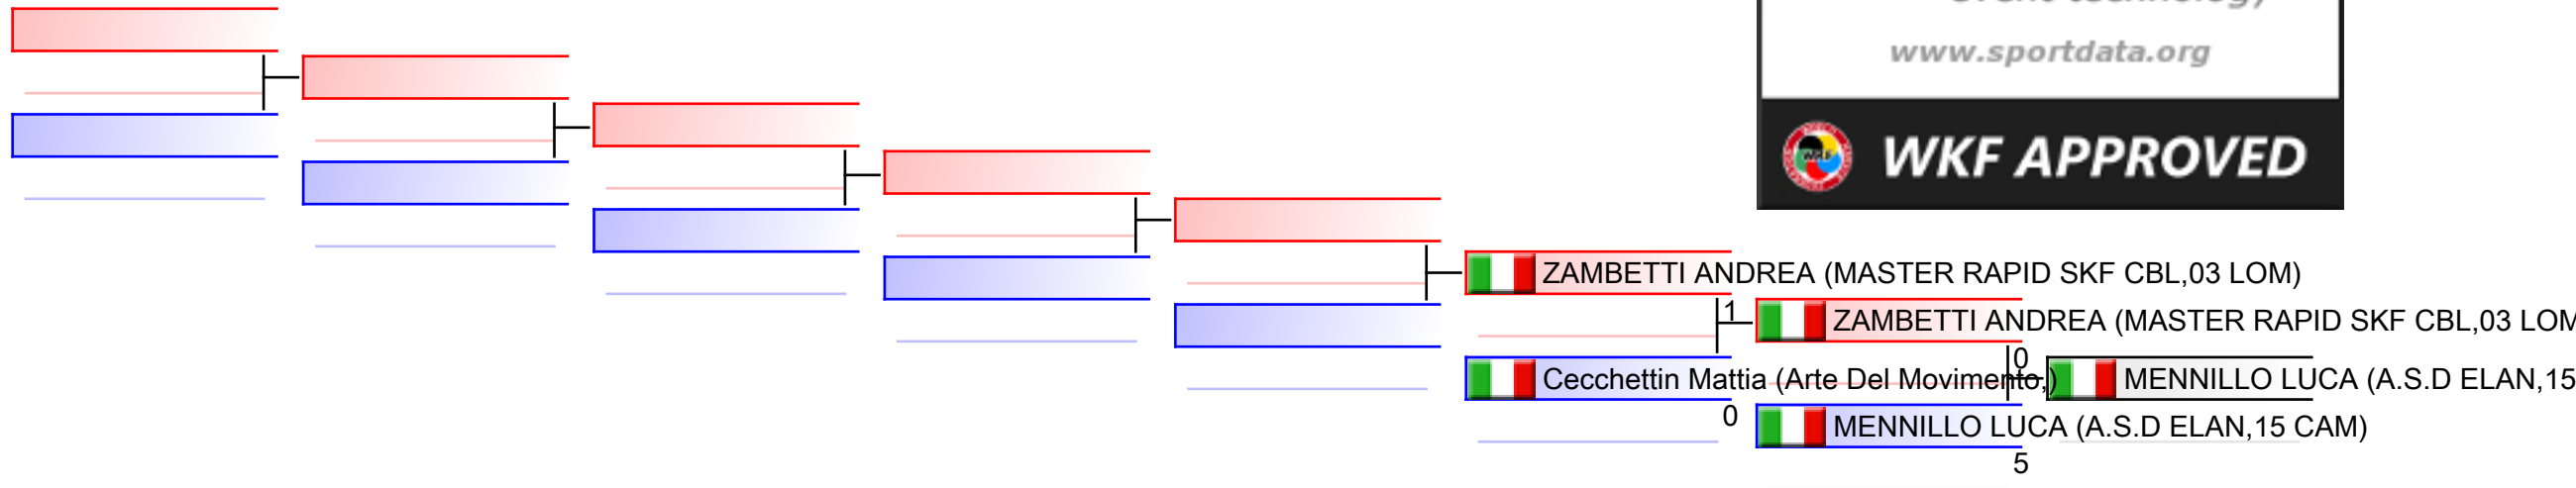 www.sportdata.org
WKF APPROVED
ZAMBETTI ANDREA (MASTER RAPID SKF CBL,03 LOM)
1
ZAMBETTI ANDREA (MASTER RAPID SKF CBL,03 LOM
0
Cecchettin Mattia (Arte Del Movimento,)
MENNILLO LUCA (A.S.D ELAN,15
0
MENNILLO LUCA (A.S.D ELAN,15 CAM)
5